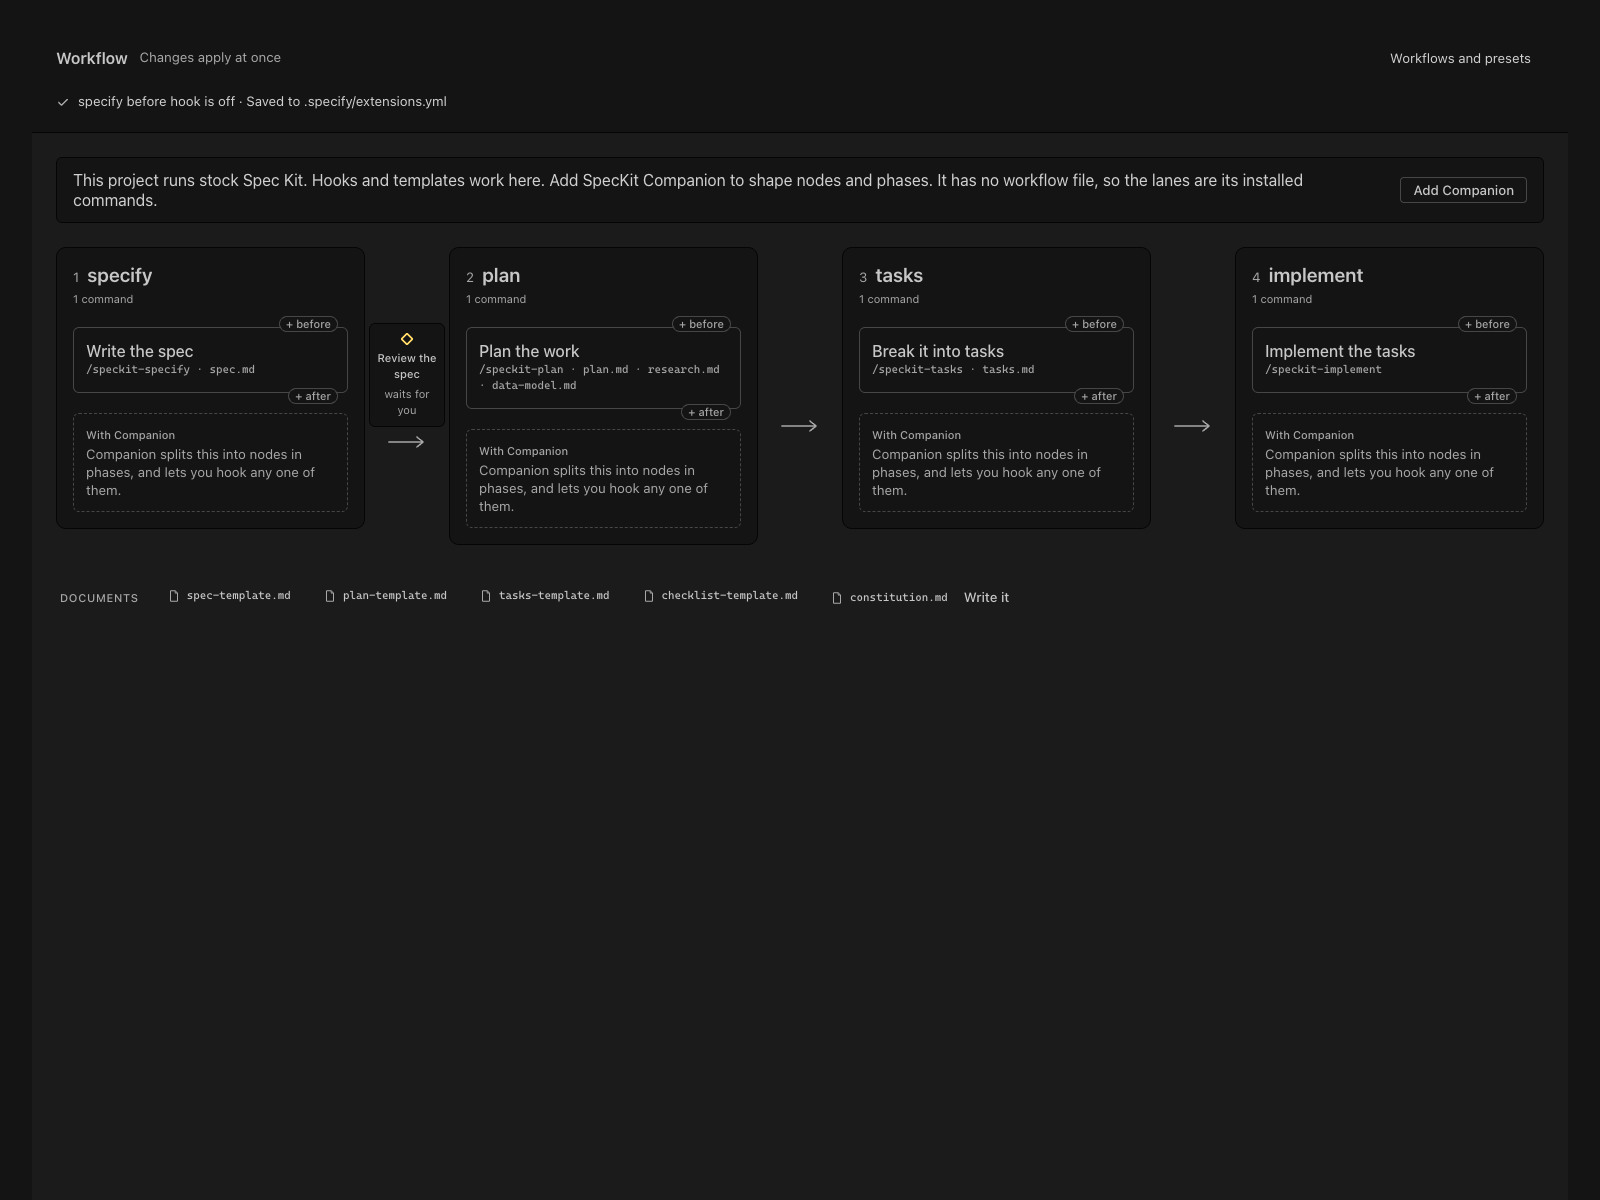 Workflow Changes apply at once
Workflows and presets
specify before hook is off · Saved to .specify/extensions.yml
This project runs stock Spec Kit. Hooks and templates work here. Add SpecKit Companion to shape nodes and phases. It has no workflow file, so the lanes are its installed
commands.
Add Companion
1 specify
1 command
+ before
Write the spec
/speckit-specify · spec.md
+ after
With Companion
Companion splits this into nodes in
phases, and lets you hook any one of
them.
Review the
spec
waits for
you
2 plan
1 command
+ before
Plan the work
/speckit-plan · plan.md · research.md
· data-model.md
+ after
With Companion
Companion splits this into nodes in
phases, and lets you hook any one of
them.
3 tasks
1 command
+ before
Break it into tasks
/speckit-tasks · tasks.md
+ after
With Companion
Companion splits this into nodes in
phases, and lets you hook any one of
them.
4 implement
1 command
+ before
Implement the tasks
/speckit-implement
+ after
With Companion
Companion splits this into nodes in
phases, and lets you hook any one of
them.
DOCUMENTS spec-template.md plan-template.md tasks-template.md checklist-template.md constitution.md Write it